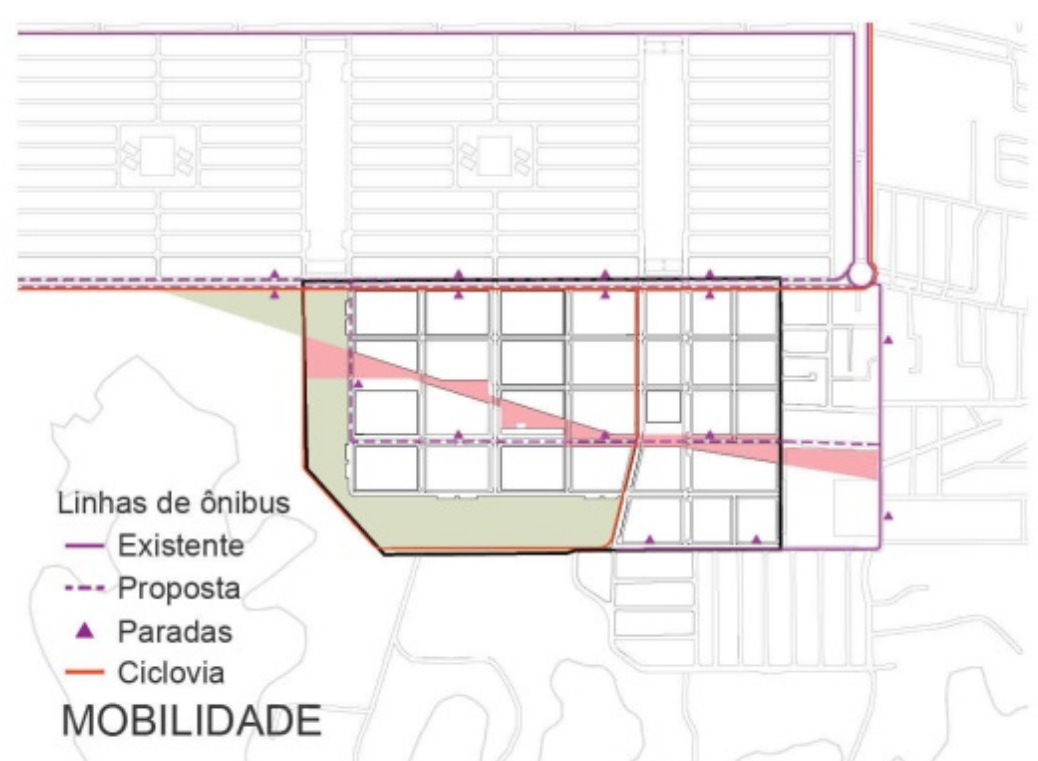 Linhas de ônibus
Existente
Proposta
Paradas
Ciclovia
MOBILIDADE